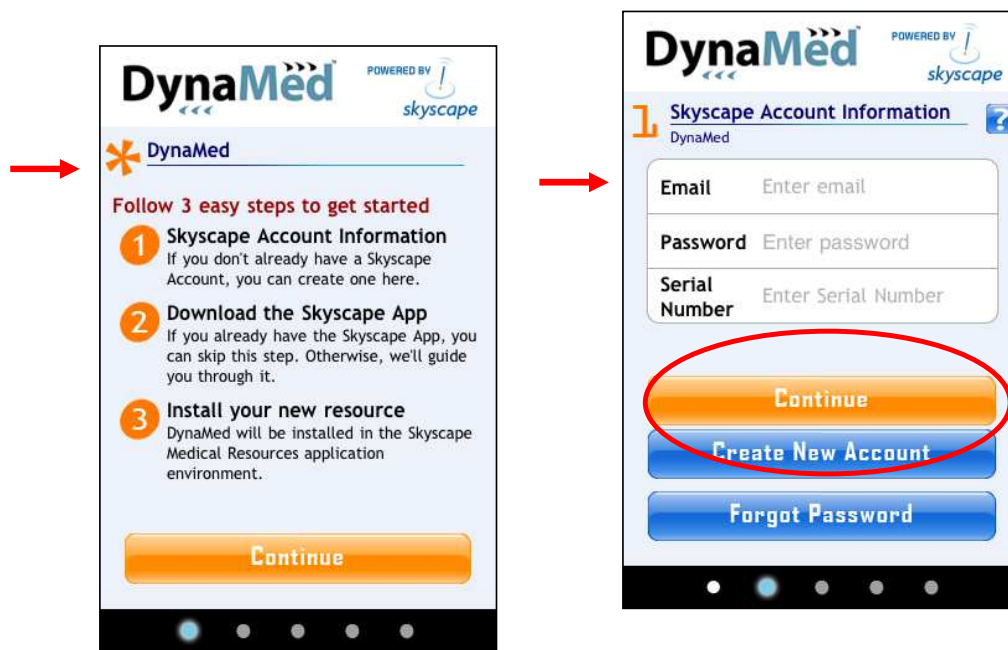 DynaMed
POWERED BY
skyscape
DynaMed
Follow 3 easy steps to get started
1
Skyscape Account Information
If you don't already have a Skyscape
Account, you can create one here.
2
Download the Skyscape App
If you already have the Skyscape App, you
can skip this step. Otherwise, we'll guide
you through it.
3
Install your new resource
DynaMed will be installed in the Skyscape
Medical Resources application
environment.
Continue
DynaMed™
POWERED BY
skyscape
1
Skyscape Account Information
?
DynaMed
Email Enter email
Password Enter password
Serial
Number
Enter Serial Number
Continue
Create New Account
Forgot Password